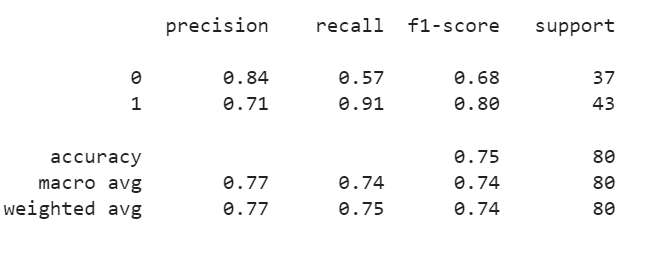 precision recall f1-score support
0 0.84 0.57 0.68 37
1 0.71 0.91 0.80 43
accuracy 0.75 80
macro avg 0.77 0.74 0.74 80
weighted avg 0.77 0.75 0.74 80